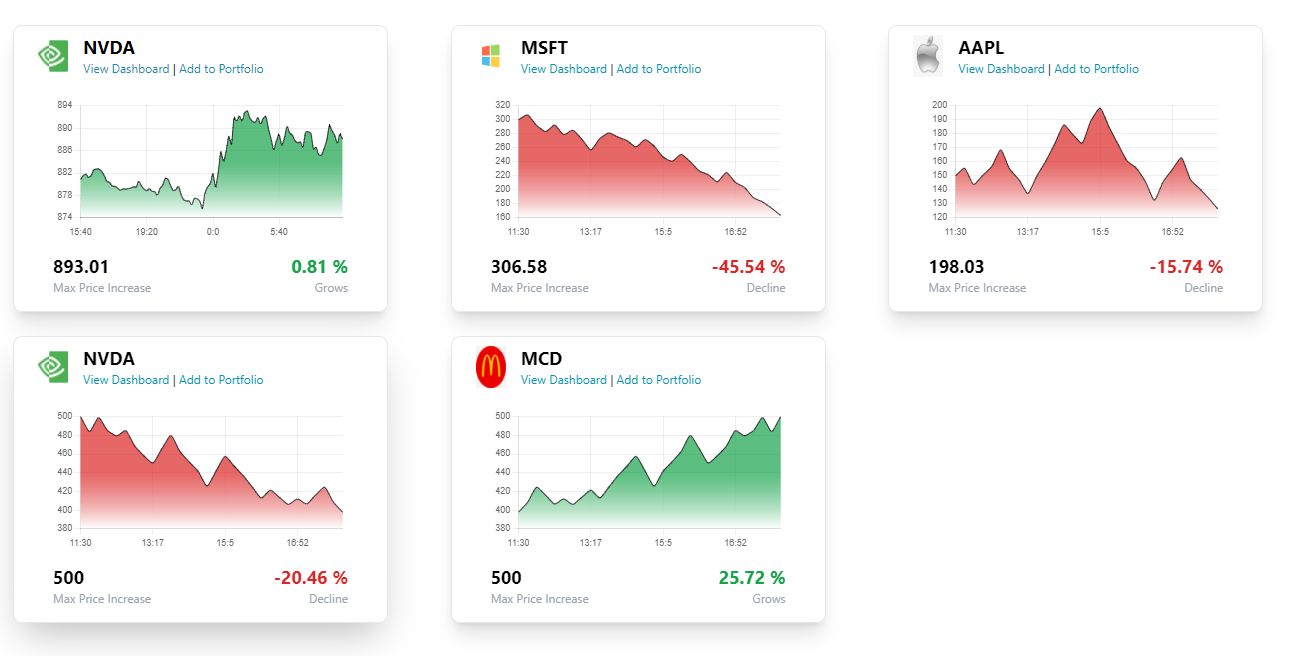 NVDA
View Dashboard | Add to Portfolio
894
890
886
882
878
874
15:40 19:20 0:0 5:40
893.01 0.81 %
Max Price Increase Grows
MSFT
View Dashboard | Add to Portfolio
320
300
280
260
240
220
200
180
160
11:30 13:17 15:5 16:52
306.58 -45.54 %
Max Price Increase Decline
AAPL
View Dashboard | Add to Portfolio
200
190
180
170
160
150
140
130
120
11:30 13:17 15:5 16:52
198.03 -15.74 %
Max Price Increase Decline
NVDA
View Dashboard | Add to Portfolio
500
480
460
440
420
400
380
11:30 13:17 15:5 16:52
500 -20.46 %
Max Price Increase Decline
MCD
View Dashboard | Add to Portfolio
500
480
460
440
420
400
380
11:30 13:17 15:5 16:52
500 25.72 %
Max Price Increase Grows